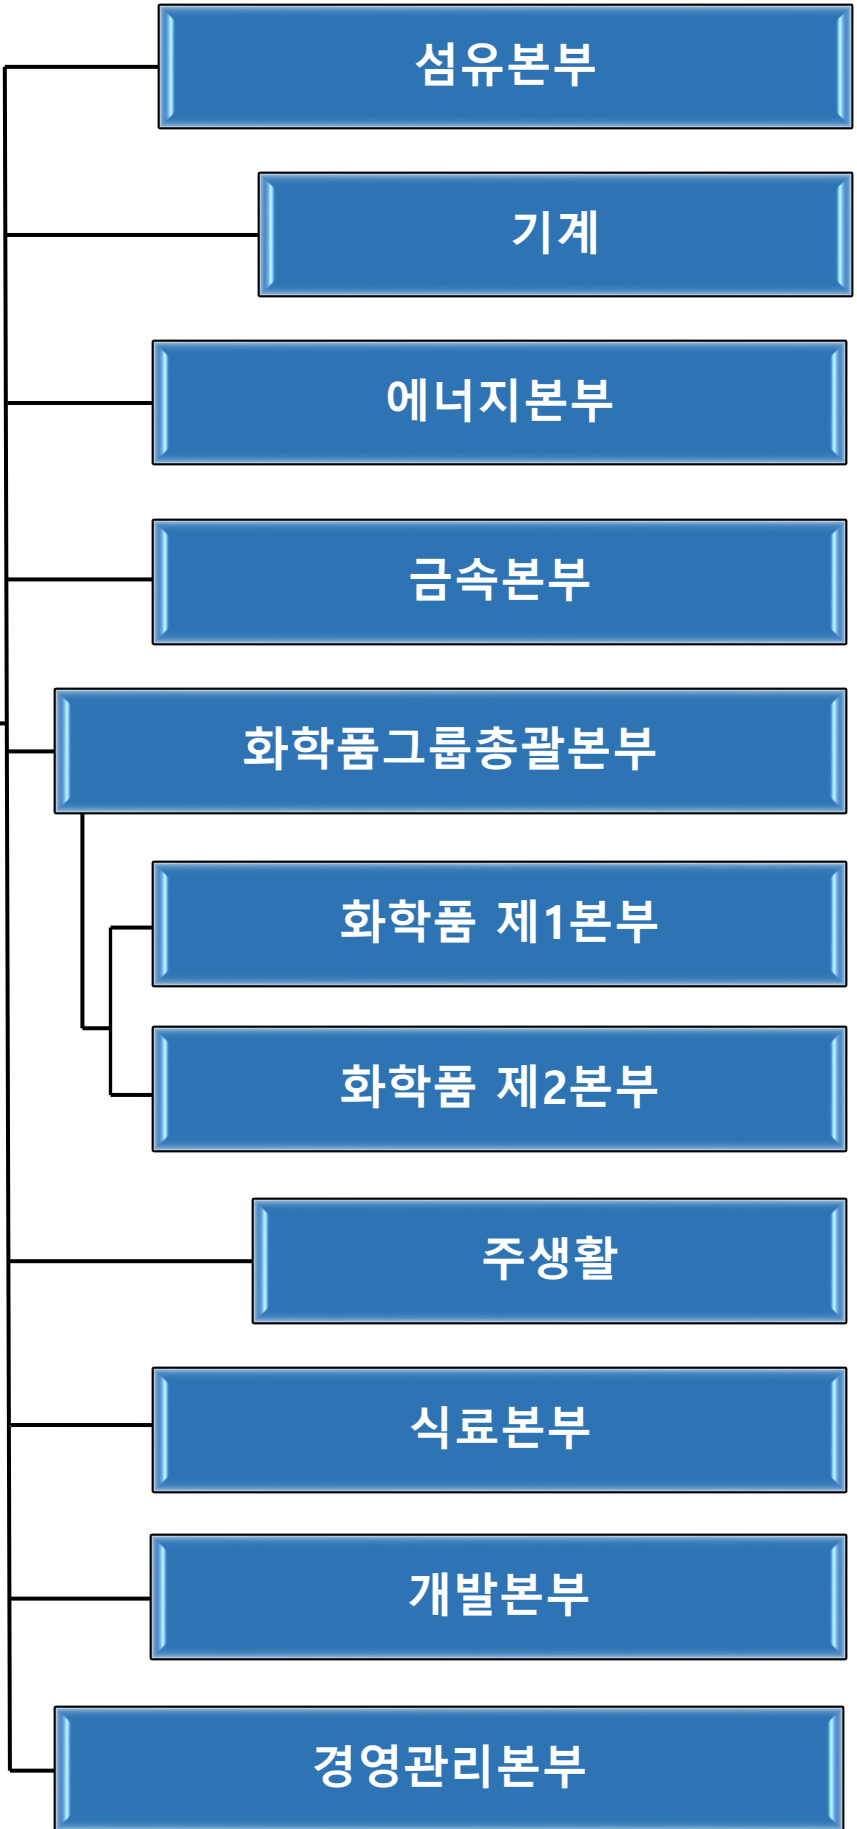 섬유본부
기계
에너지본부
금속본부
화학품그룹총괄본부
화학품 제1본부
화학품 제2본부
주생활
식료본부
개발본부
경영관리본부